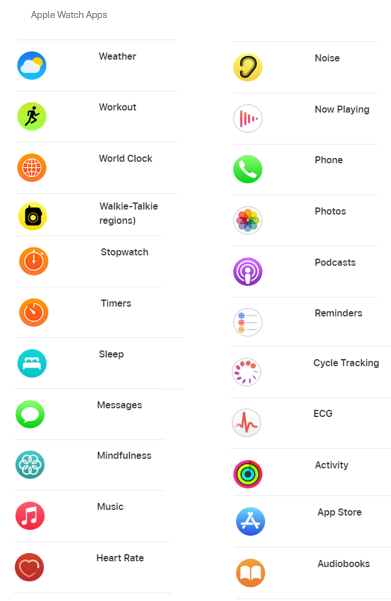 Apple Watch Apps
Weather
Workout
World Clock
Walkie-Talkie
regions)
Stopwatch
Timers
Sleep
Messages
Mindfulness
Music
Heart Rate
Noise
Now Playing
Phone
Photos
Podcasts
Reminders
Cycle Tracking
ECG
Activity
App Store
Audiobooks